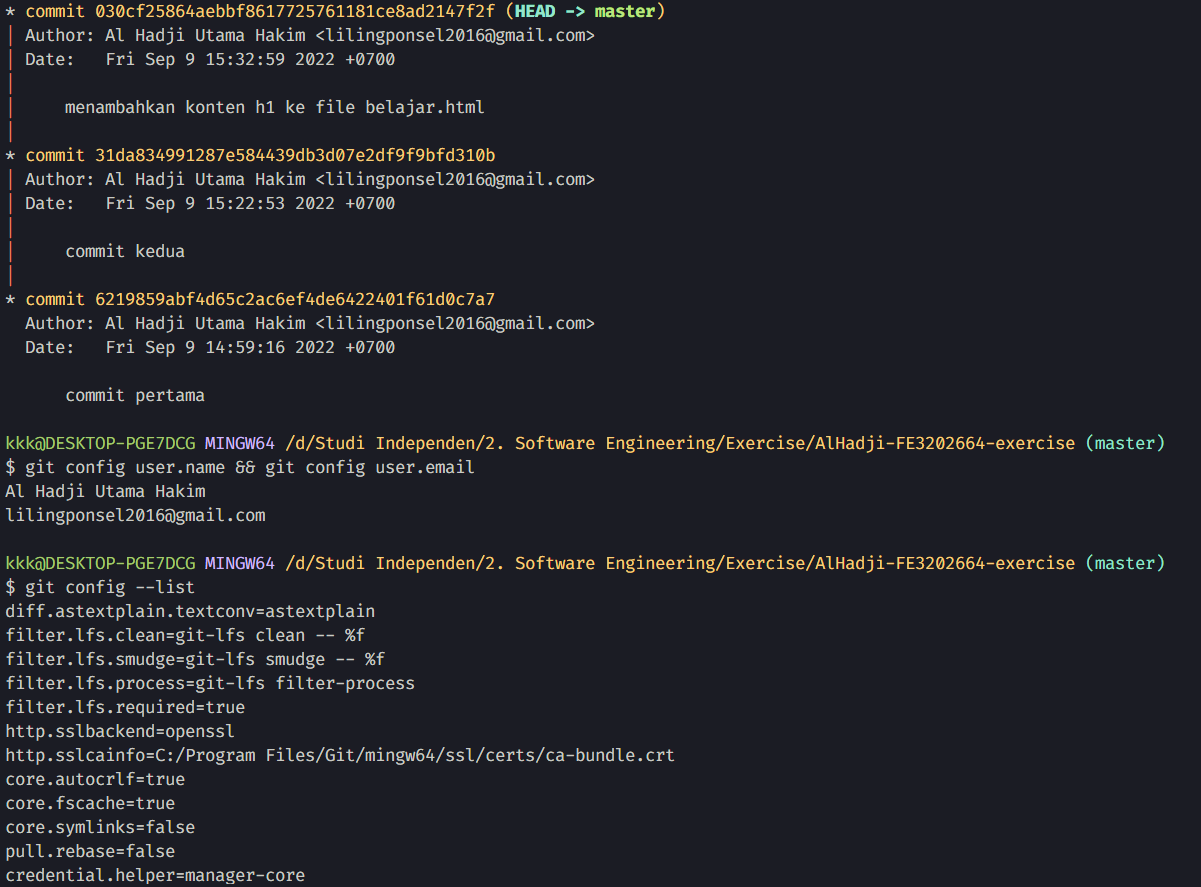 * commit 030cf25864aebbf8617725761181ce8ad2147f2f (HEAD -> master)
| Author: Al Hadji Utama Hakim <lilingponsel2016@gmail.com>
| Date:   Fri Sep 9 15:32:59 2022 +0700
|
|     menambahkan konten h1 ke file belajar.html
|
* commit 31da834991287e584439db3d07e2df9f9bfd310b
| Author: Al Hadji Utama Hakim <lilingponsel2016@gmail.com>
| Date:   Fri Sep 9 15:22:53 2022 +0700
|
|     commit kedua
|
* commit 6219859abf4d65c2ac6ef4de6422401f61d0c7a7
  Author: Al Hadji Utama Hakim <lilingponsel2016@gmail.com>
  Date:   Fri Sep 9 14:59:16 2022 +0700

      commit pertama

kkk@DESKTOP-PGE7DCG MINGW64 /d/Studi Independen/2. Software Engineering/Exercise/AlHadji-FE3202664-exercise (master)
$ git config user.name && git config user.email
Al Hadji Utama Hakim
lilingponsel2016@gmail.com

kkk@DESKTOP-PGE7DCG MINGW64 /d/Studi Independen/2. Software Engineering/Exercise/AlHadji-FE3202664-exercise (master)
$ git config --list
diff.astextplain.textconv=astextplain
filter.lfs.clean=git-lfs clean -- %f
filter.lfs.smudge=git-lfs smudge -- %f
filter.lfs.process=git-lfs filter-process
filter.lfs.required=true
http.sslbackend=openssl
http.sslcainfo=C:/Program Files/Git/mingw64/ssl/certs/ca-bundle.crt
core.autocrlf=true
core.fscache=true
core.symlinks=false
pull.rebase=false
credential.helper=manager-core